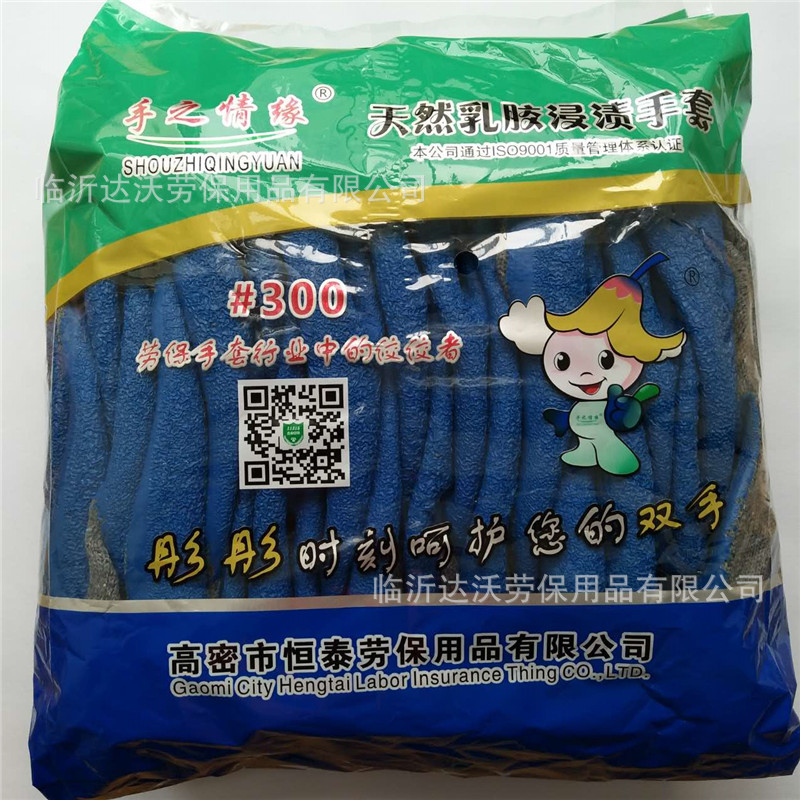 手之情缘®
SHOUZHIQINGYUAN
天然乳胶浸渍手套
本公司通过ISO9001质量管理体系认证
临沂达沃劳保用品有限公司
#300
劳保手套行业中的佼佼者
®
手之情缘
彤彤时刻呵护您的双手
临沂达沃劳保用品有限公司
高密市恒泰劳保用品有限公司
Gaomi City Hengtai Labor Insurance Thing CO.,LTD.